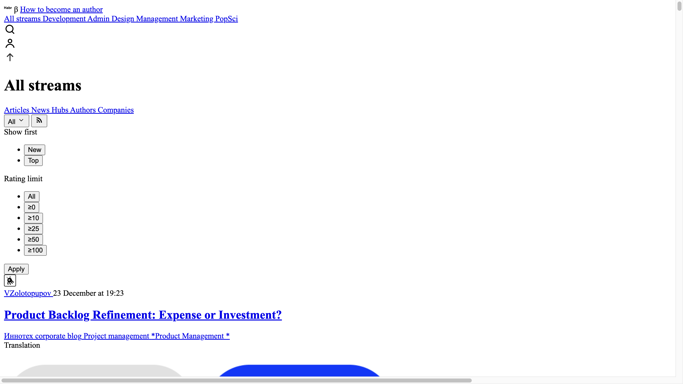 β How to become an author
All streams Development Admin Design Management Marketing PopSci
All streams
Articles News Hubs Authors Companies
All
Show first
New
Top
Rating limit
All
≥0
≥10
≥25
≥50
≥100
Apply
VZolotopupov 23 December at 19:23
Product Backlog Refinement: Expense or Investment?
Иннотех corporate blog Project management *Product Management *
Translation